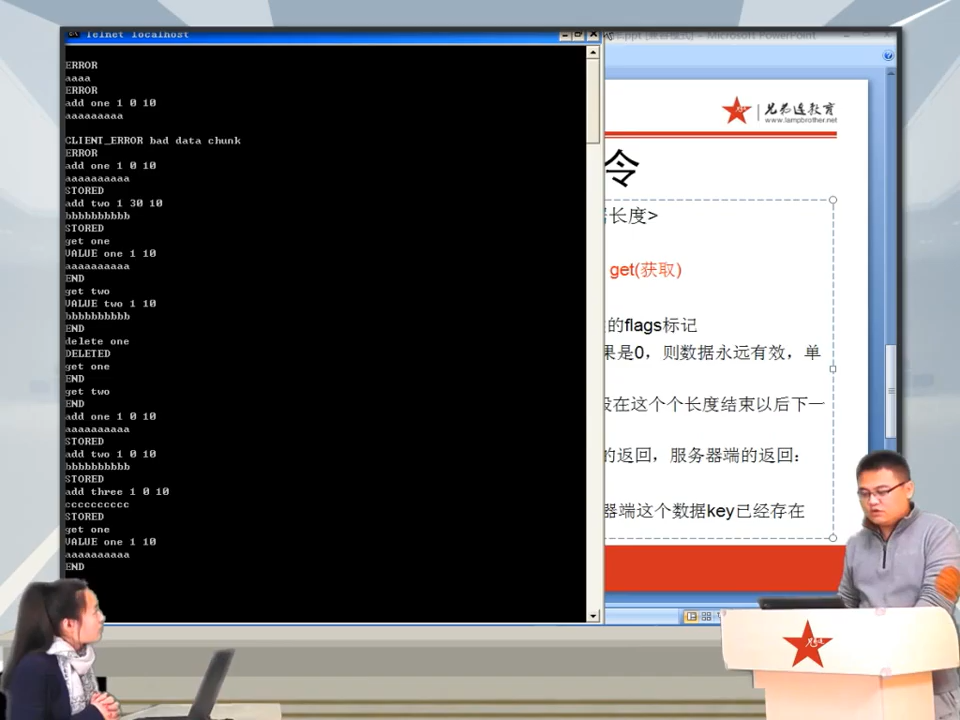 Telnet localhost
.ppt [兼容模式] - Microsoft PowerPoint
ERROR
aaaa
ERROR
add one 1 0 10
aaaaaaaaa
CLIENT_ERROR bad data chunk
ERROR
add one 1 0 10
aaaaaaaaaa
STORED
add two 1 30 10
bbbbbbbbbb
STORED
get one
VALUE one 1 10
aaaaaaaaaa
END
get two
VALUE two 1 10
bbbbbbbbbb
END
delete one
DELETED
get one
END
get two
END
add one 1 0 10
aaaaaaaaaa
STORED
add two 1 0 10
bbbbbbbbbb
STORED
add three 1 0 10
cccccccccc
STORED
get one
VALUE one 1 10
aaaaaaaaaa
END
兄弟连教育
www.lampbrother.net
令
长度>
get(获取)
的flags标记
果是0，则数据永远有效，单
在这个个长度结束以后下一
的返回，服务器端的返回：
器端这个数据key已经存在